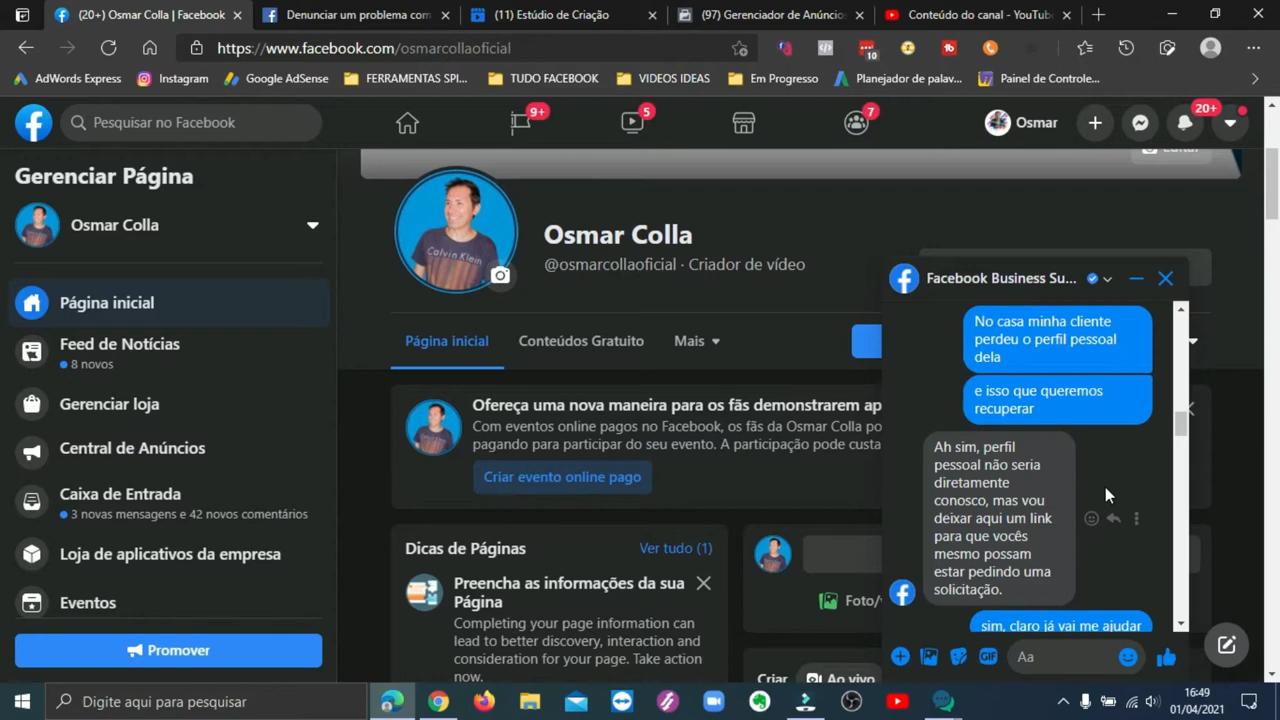 (20+) Osmar Colla | Facebook
Denunciar um problema com
(11) Estúdio de Criação
(97) Gerenciador de Anúncios
Conteúdo do canal - YouTube
https://www.facebook.com/osmarcollaoficial
10
AdWords Express
Instagram
Google AdSense
FERRAMENTAS SPI...
TUDO FACEBOOK
VIDEOS IDEAS
Em Progresso
Planejador de palav...
Painel de Controle...
Pesquisar no Facebook
9+
5
7
Osmar
20+
Gerenciar Página
Osmar Colla
Página inicial
Feed de Notícias
8 novos
Gerenciar loja
Central de Anúncios
Caixa de Entrada
3 novas mensagens e 42 novos comentários
Loja de aplicativos da empresa
Eventos
Promover
Editar
Osmar Colla
@osmarcollaoficial · Criador de vídeo
Página inicial
Conteúdos Gratuito
Mais
Ofereça uma nova maneira para os fãs demonstrarem ap
Com eventos online pagos no Facebook, os fãs da Osmar Colla po
pagando para participar do seu evento. A participação pode custa
Criar evento online pago
Dicas de Páginas
Ver tudo (1)
Preencha as informações da sua
Página
Completing your page information can
lead to better discovery, interaction and
consideration for your page. Take action
now.
Foto/v
Criar
Ao vivo
Facebook Business Su...
No casa minha cliente
perdeu o perfil pessoal
dela
e isso que queremos
recuperar
Ah sim, perfil
pessoal não seria
diretamente
conosco, mas vou
deixar aqui um link
para que vocês
mesmo possam
estar pedindo uma
solicitação.
sim, claro já vai me ajudar
GIF
Aa
Digite aqui para pesquisar
16:49
01/04/2021